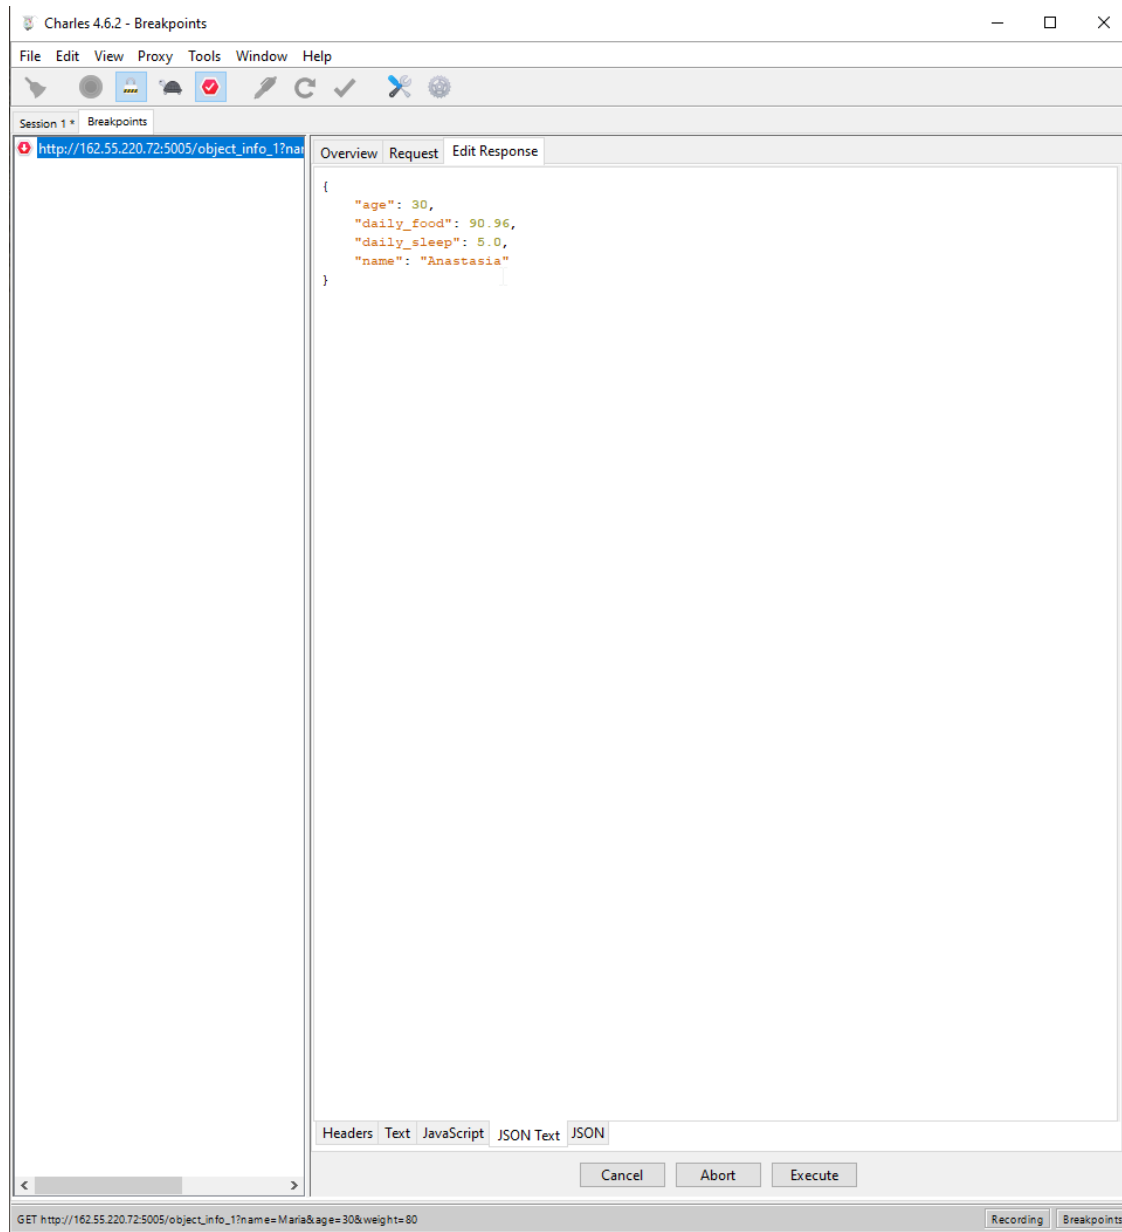 Charles 4.6.2 - Breakpoints
File Edit View Proxy Tools Window Help
Session 1 * Breakpoints
http://162.55.220.72:5005/object_info_1?nar
Overview Request Edit Response
{
    "age": 30,
    "daily_food": 90.96,
    "daily_sleep": 5.0,
    "name": "Anastasia"
}
Headers Text JavaScript JSON Text JSON
Cancel Abort Execute
GET http://162.55.220.72:5005/object_info_1?name=Maria&age=30&weight=80 Recording Breakpoints